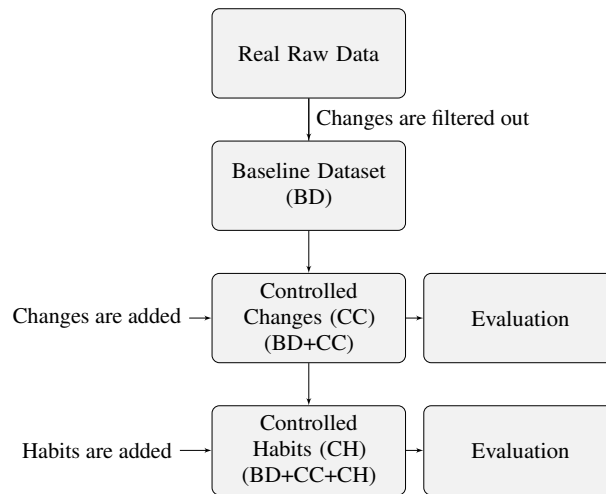 Real Raw Data
Changes are filtered out
Baseline Dataset
(BD)
Changes are added
Controlled
Changes (CC)
(BD+CC)
Evaluation
Habits are added
Controlled
Habits (CH)
(BD+CC+CH)
Evaluation